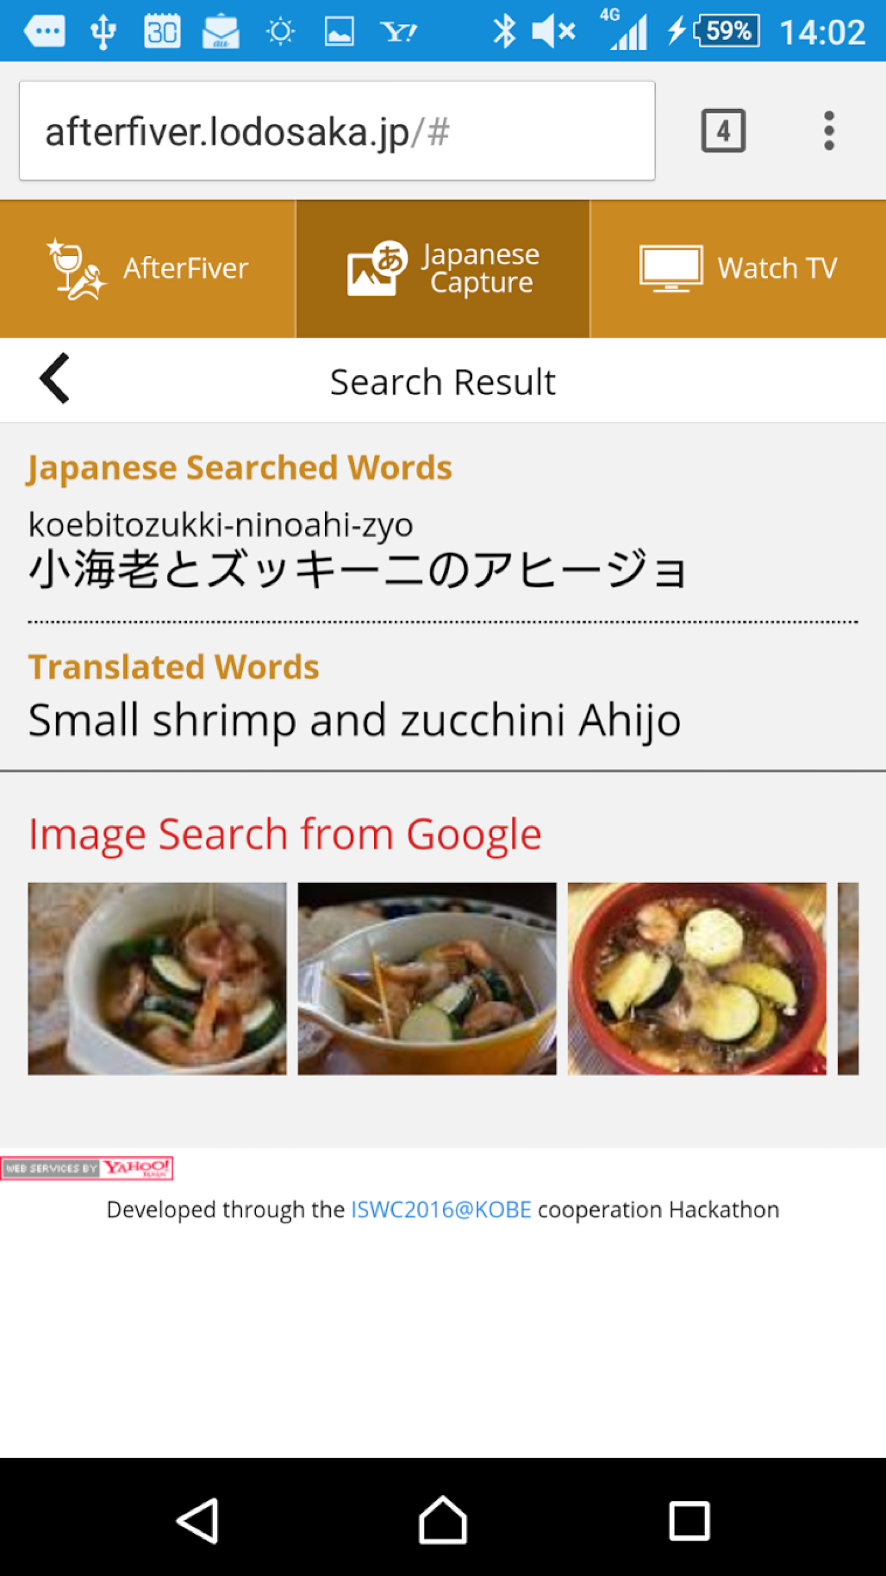 30
au
Y!
4G
59%
14:02
afterfiver.lodosaka.jp/#
4
AfterFiver
あ
Japanese
Capture
Watch TV
Search Result
Japanese Searched Words
koebitozukki-ninoahi-zyo
小海老とズッキーニのアヒージョ
Translated Words
Small shrimp and zucchini Ahijo
Image Search from Google
WEB SERVICES BY YAHOO!
Developed through the ISWC2016@KOBE cooperation Hackathon